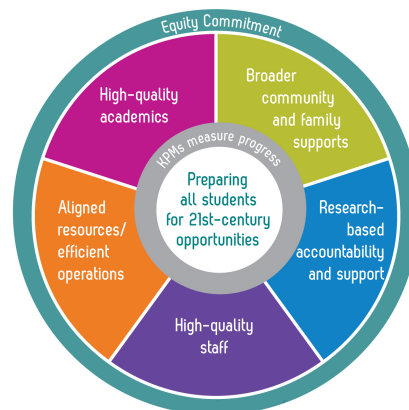 Equity Commitment
High-quality
academics
Broader
community
and family
supports
KPMs measure progress
Preparing
all students
for 21st-century
opportunities
Aligned
resources/
efficient
operations
Research-
based
accountability
and support
High-quality
staff